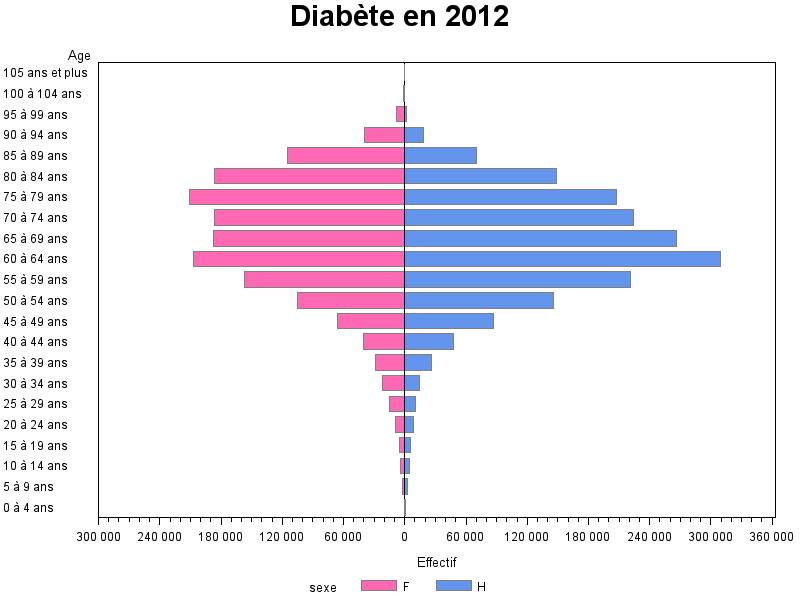 Diabète en 2012
Age
105 ans et plus
100 à 104 ans
95 à 99 ans
90 à 94 ans
85 à 89 ans
80 à 84 ans
75 à 79 ans
70 à 74 ans
65 à 69 ans
60 à 64 ans
55 à 59 ans
50 à 54 ans
45 à 49 ans
40 à 44 ans
35 à 39 ans
30 à 34 ans
25 à 29 ans
20 à 24 ans
15 à 19 ans
10 à 14 ans
5 à 9 ans
0 à 4 ans
300 000 240 000 180 000 120 000 60 000 0 60 000 120 000 180 000 240 000 300 000 360 000
Effectif
sexe F H